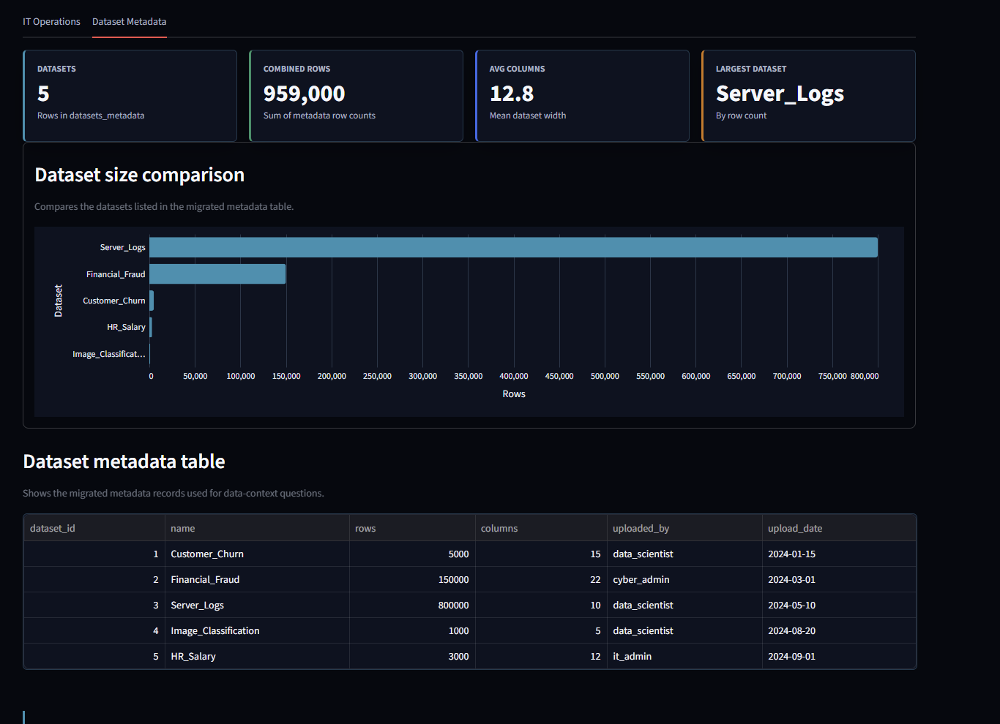 IT Operations Dataset Metadata
DATASETS
5
Rows in datasets_metadata
COMBINED ROWS
959,000
Sum of metadata row counts
AVG COLUMNS
12.8
Mean dataset width
LARGEST DATASET
Server_Logs
By row count
Dataset size comparison
Compares the datasets listed in the migrated metadata table.
Dataset
Server_Logs
Financial_Fraud
Customer_Churn
HR_Salary
Image_Classificat...
0 50,000 100,000 150,000 200,000 250,000 300,000 350,000 400,000 450,000 500,000 550,000 600,000 650,000 700,000 750,000 800,000
Rows
Dataset metadata table
Shows the migrated metadata records used for data-context questions.
dataset_id name rows columns uploaded_by upload_date
1 Customer_Churn 5000 15 data_scientist 2024-01-15
2 Financial_Fraud 150000 22 cyber_admin 2024-03-01
3 Server_Logs 800000 10 data_scientist 2024-05-10
4 Image_Classification 1000 5 data_scientist 2024-08-20
5 HR_Salary 3000 12 it_admin 2024-09-01